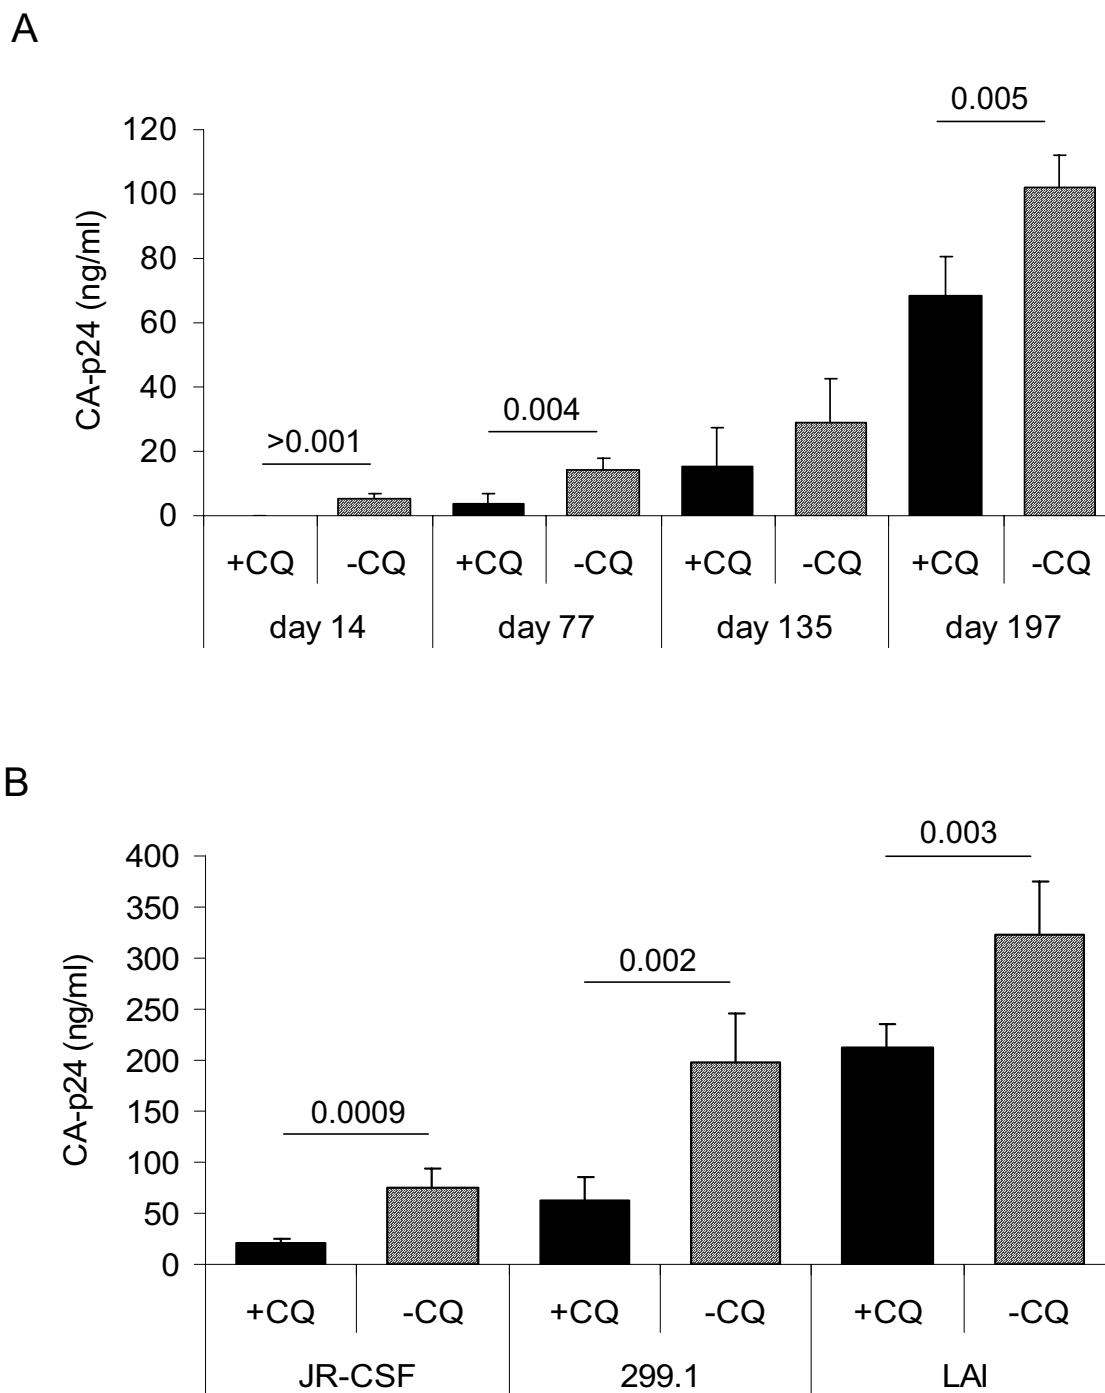 A
0.005
120
100
80
60
40
20
0
CA-p24 (ng/ml)
>0.001
0.004
+CQ -CQ +CQ -CQ +CQ -CQ +CQ -CQ
day 14 day 77 day 135 day 197
B
0.003
400
350
300
250
200
150
100
50
0
CA-p24 (ng/ml)
0.002
0.0009
+CQ -CQ +CQ -CQ +CQ -CQ
JR-CSF 299.1 LAI